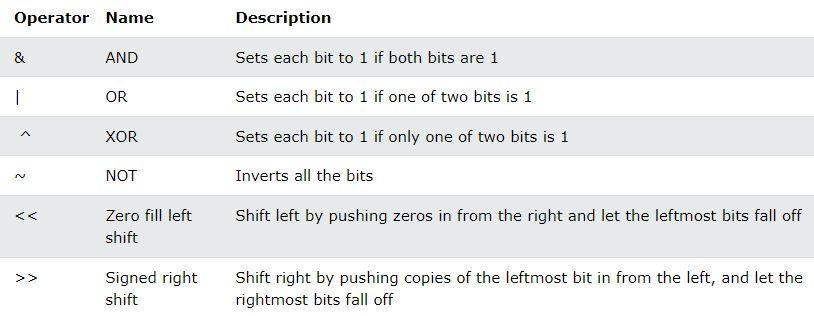 Operator Name Description
& AND Sets each bit to 1 if both bits are 1
| OR Sets each bit to 1 if one of two bits is 1
^ XOR Sets each bit to 1 if only one of two bits is 1
~ NOT Inverts all the bits
<< Zero fill left Shift left by pushing zeros in from the right and let the leftmost bits fall off
shift
>> Signed right Shift right by pushing copies of the leftmost bit in from the left, and let the
shift rightmost bits fall off